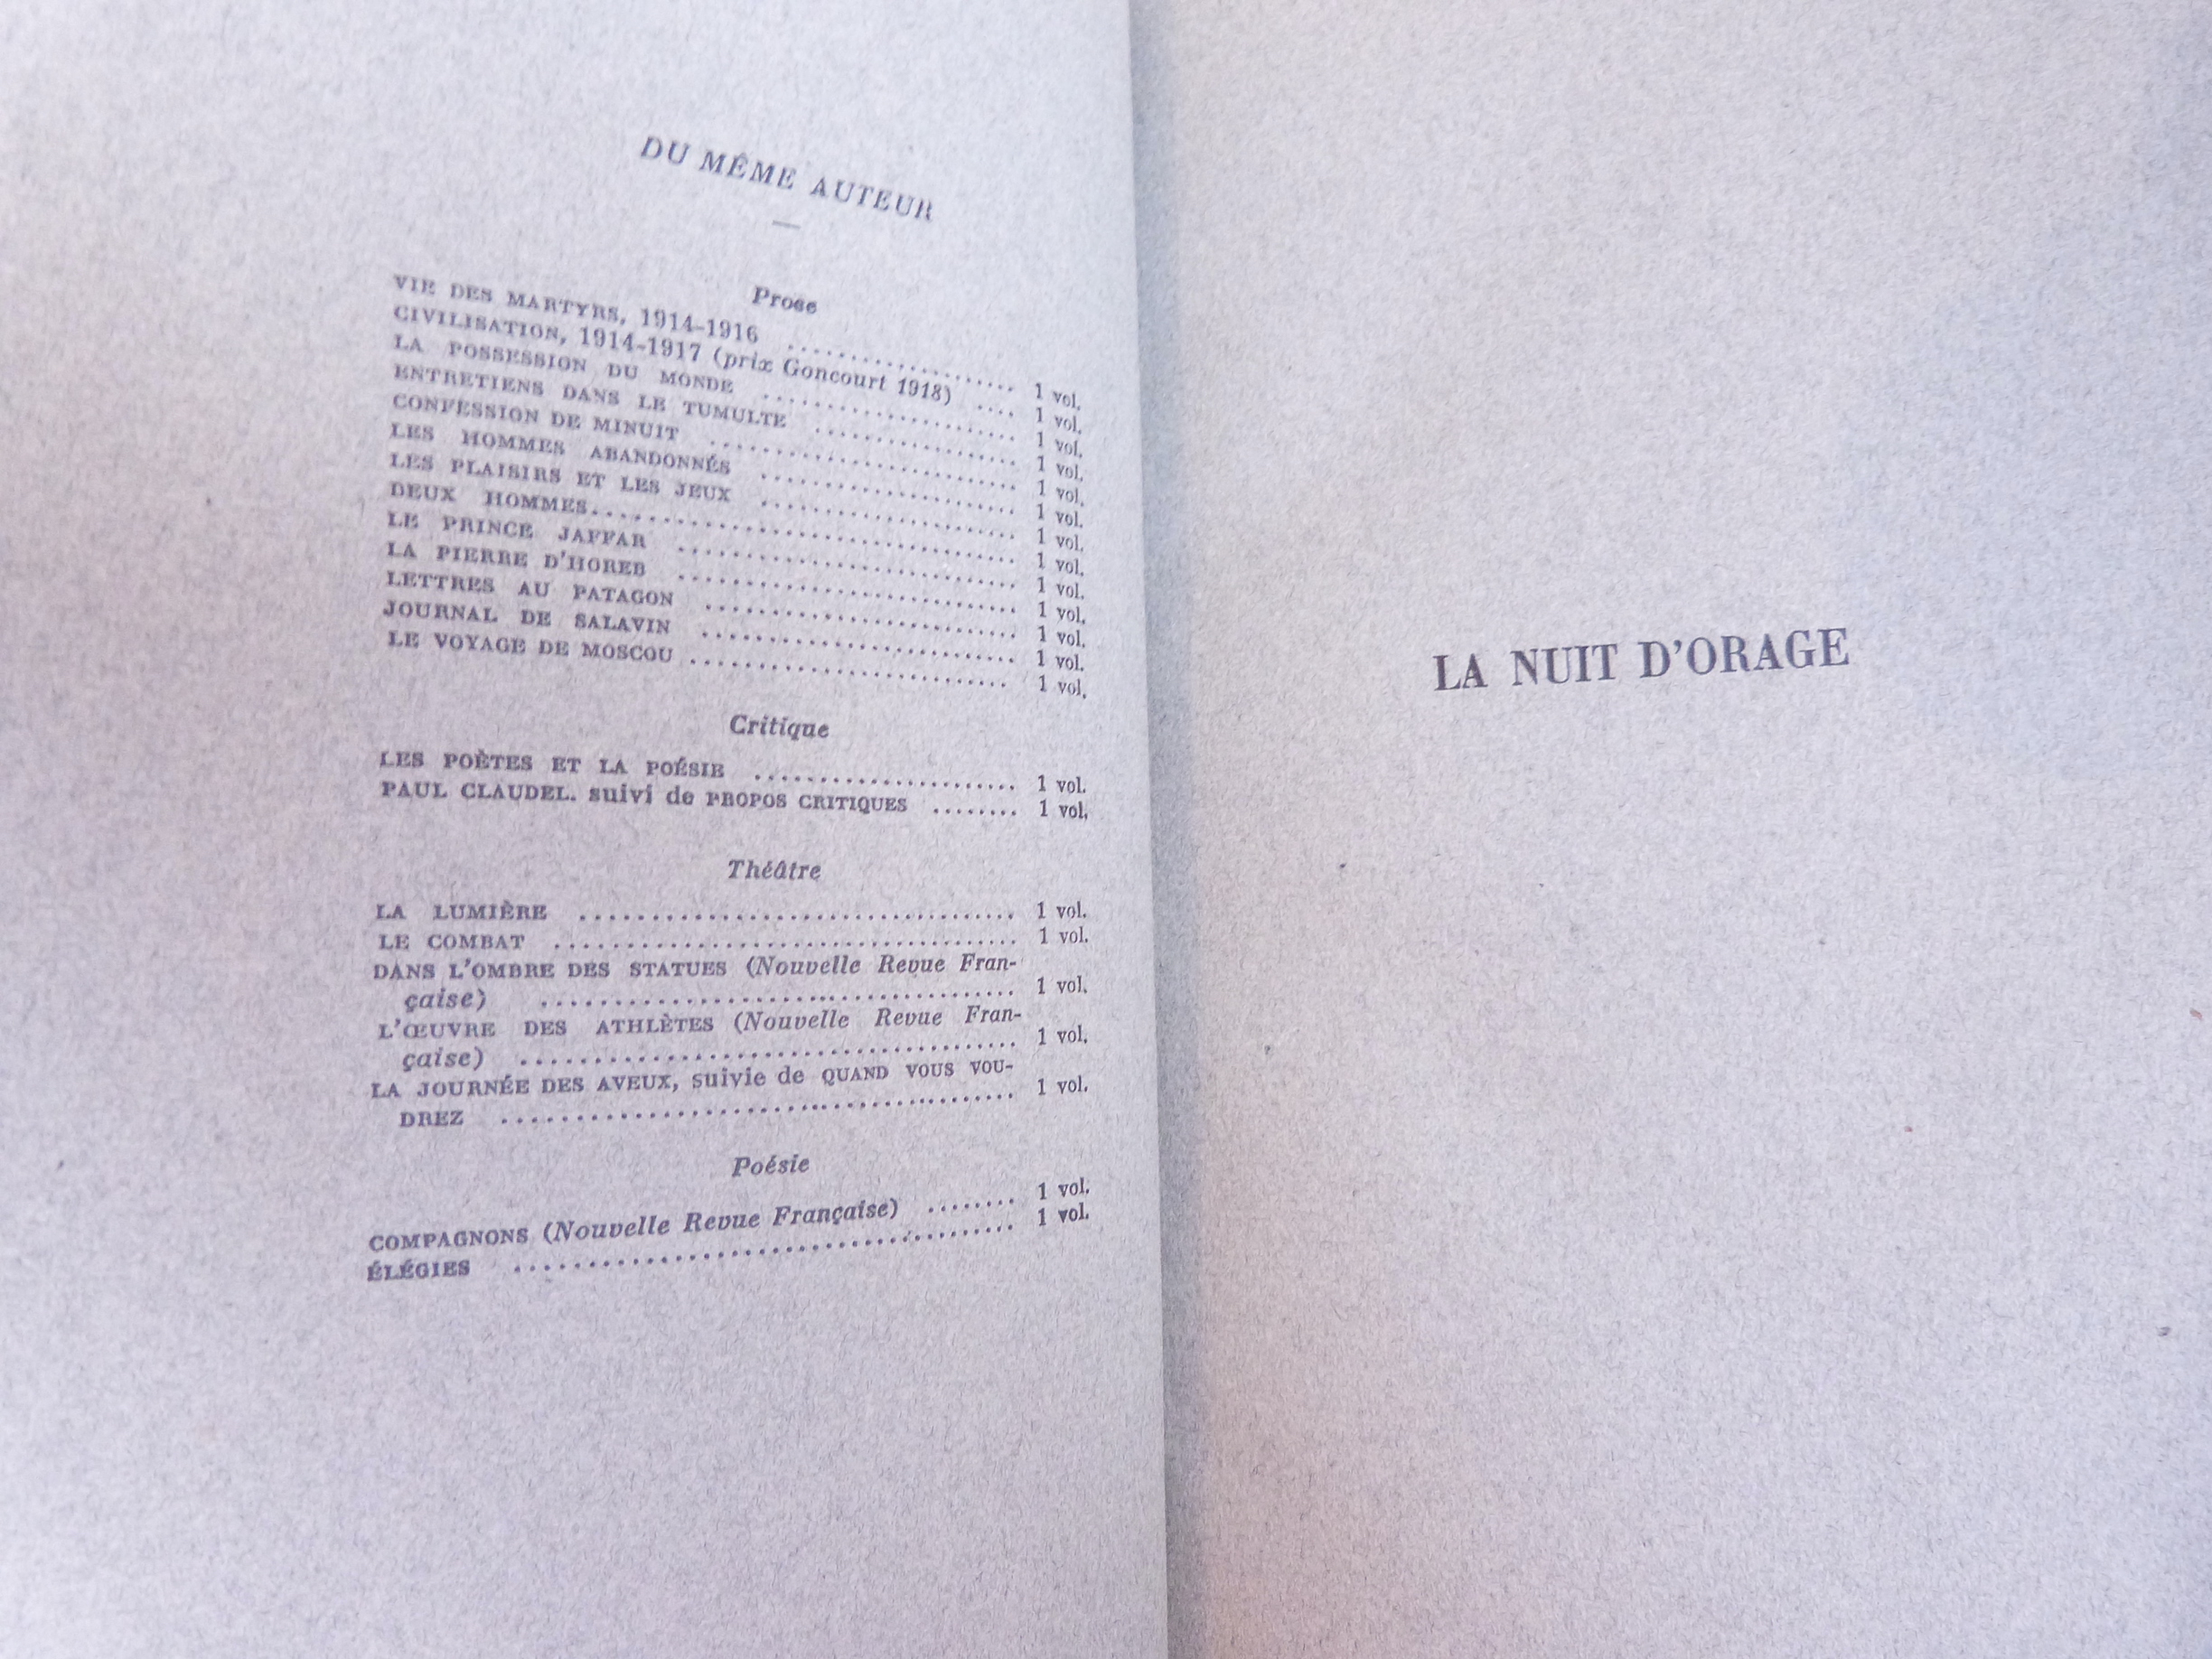 DU MÊME AUTEUR
Prose
VIE DES MARTYRS, 1914-1916 .................... 1 vol.
CIVILISATION, 1914-1917 (prix Goncourt 1918) .... 1 vol.
LA POSSESSION DU MONDE .................... 1 vol.
ENTRETIENS DANS LE TUMULTE .................... 1 vol.
CONFESSION DE MINUIT .................... 1 vol.
LES HOMMES ABANDONNÉS .................... 1 vol.
LES PLAISIRS ET LES JEUX .................... 1 vol.
DEUX HOMMES.................... 1 vol.
LE PRINCE JAFFAR .................... 1 vol.
LA PIERRE D'HOREB .................... 1 vol.
LETTRES AU PATAGON .................... 1 vol.
JOURNAL DE SALAVIN .................... 1 vol.
LE VOYAGE DE MOSCOU .................... 1 vol.
Critique
LES POÈTES ET LA POÉSIE .................... 1 vol.
PAUL CLAUDEL. suivi de PROPOS CRITIQUES ........ 1 vol.
Théâtre
LA LUMIÈRE .................... 1 vol.
LE COMBAT .................... 1 vol.
DANS L'OMBRE DES STATUES (Nouvelle Revue Fran-
çaise) .................... 1 vol.
L'ŒUVRE DES ATHLÈTES (Nouvelle Revue Fran-
çaise) .................... 1 vol.
LA JOURNÉE DES AVEUX, suivie de QUAND VOUS VOU-
DREZ .................... 1 vol.
Poésie
COMPAGNONS (Nouvelle Revue Française) ........ 1 vol.
ÉLÉGIES .................... 1 vol.
LA NUIT D'ORAGE